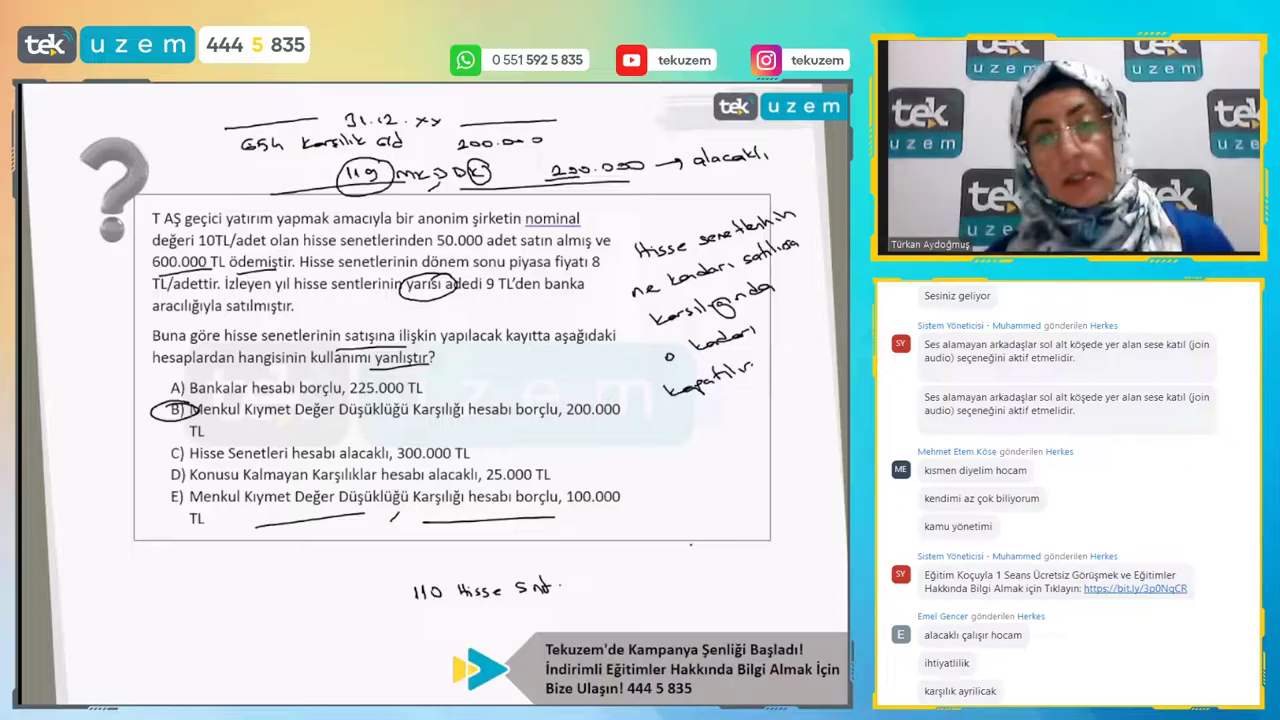 tek uzem 444 5 835
0 551 592 5 835
tekuzem
tekuzem
tek uzem
31.12.xx
654 Karşılık Gid 200.000
119 MKDDK 200.000 → alacaklı
T AŞ geçici yatırım yapmak amacıyla bir anonim şirketin nominal
değeri 10TL/adet olan hisse senetlerinden 50.000 adet satın almış ve
600.000 TL ödemiştir. Hisse senetlerinin dönem sonu piyasa fiyatı 8
TL/adettir. İzleyen yıl hisse sentlerinin yarısı adedi 9 TL’den banka
aracılığıyla satılmıştır.
Buna göre hisse senetlerinin satışına ilişkin yapılacak kayıtta aşağıdaki
hesaplardan hangisinin kullanımı yanlıştır?
A) Bankalar hesabı borçlu, 225.000 TL
B) Menkul Kıymet Değer Düşüklüğü Karşılığı hesabı borçlu, 200.000
TL
C) Hisse Senetleri hesabı alacaklı, 300.000 TL
D) Konusu Kalmayan Karşılıklar hesabı alacaklı, 25.000 TL
E) Menkul Kıymet Değer Düşüklüğü Karşılığı hesabı borçlu, 100.000
TL
Hisse senetlerinin
ne kadarı satılırsa
karşılığında
o kadarı
kapatılır.
110 Hisse Snt.
Tekuzem'de Kampanya Şenliği Başladı!
İndirimli Eğitimler Hakkında Bilgi Almak İçin
Bize Ulaşın! 444 5 835
tek uzem
Türkan Aydoğmuş
Sesiniz geliyor
Sistem Yöneticisi - Muhammed gönderilen Herkes
SY
Ses alamayan arkadaşlar sol alt köşede yer alan sese katıl (join
audio) seçeneğini aktif etmelidir.
Ses alamayan arkadaşlar sol alt köşede yer alan sese katıl (join
audio) seçeneğini aktif etmelidir.
Mehmet Etem Köse gönderilen Herkes
ME
kısmen diyelim hocam
kendimi az çok biliyorum
kamu yönetimi
Sistem Yöneticisi - Muhammed gönderilen Herkes
SY
Eğitim Koçuyla 1 Seans Ücretsiz Görüşmek ve Eğitimler
Hakkında Bilgi Almak için Tıklayın: https://bit.ly/3p0NqCR
Emel Gencer gönderilen Herkes
E
alacaklı çalışır hocam
ihtiyatlilik
karşılık ayrilicak